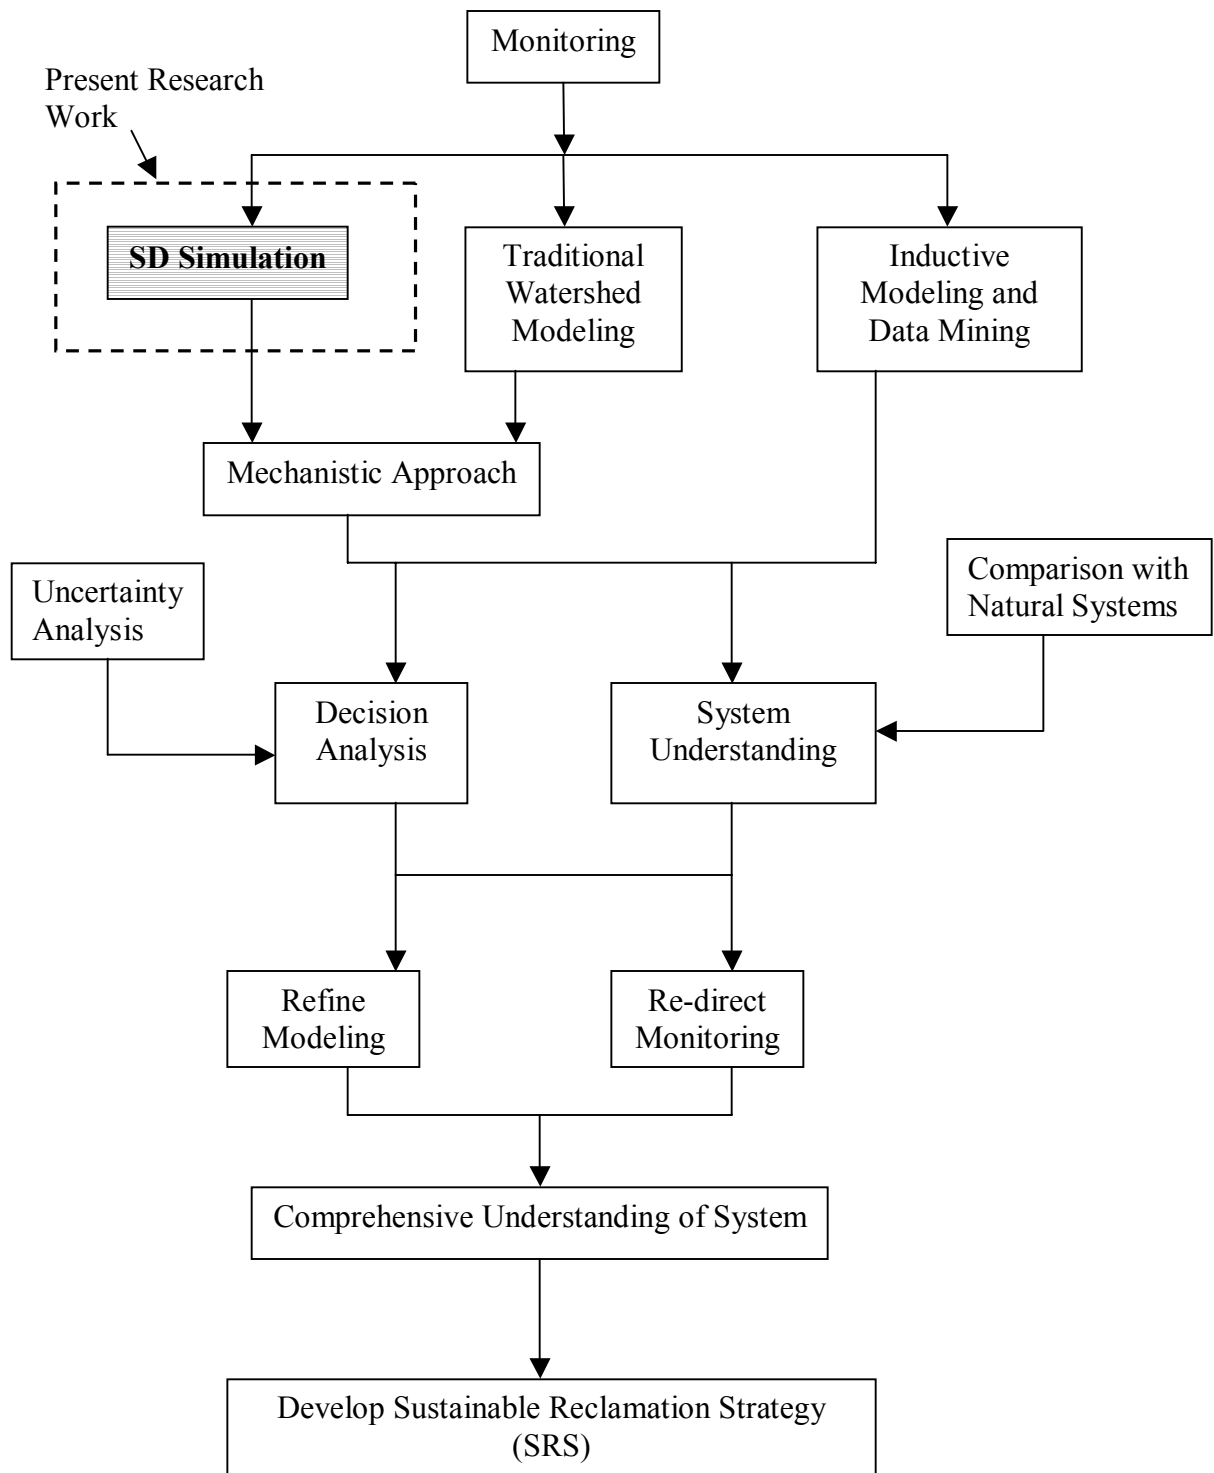 Monitoring
Present Research
Work
SD Simulation
Traditional
Watershed
Modeling
Inductive
Modeling and
Data Mining
Mechanistic Approach
Uncertainty
Analysis
Comparison with
Natural Systems
Decision
Analysis
System
Understanding
Refine
Modeling
Re-direct
Monitoring
Comprehensive Understanding of System
Develop Sustainable Reclamation Strategy
(SRS)